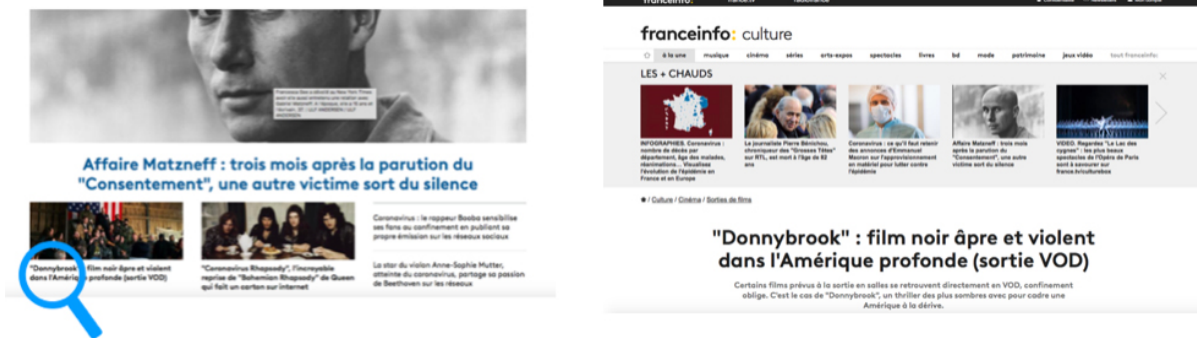 Affaire Matzneff : trois mois après la parution du
"Consentement", une autre victime sort du silence
"Donnybrook" : film noir âpre et violent
dans l'Amérique profonde (sortie VOD)
"Coronavirus Rhapsody", l'incroyable
reprise de "Bohemian Rhapsody" de Queen
qui fait un carton sur internet
Coronavirus : le rappeur Booba sensibilise
ses fans au confinement en publiant sa
propre émission sur les réseaux sociaux
La star du violon Anne-Sophie Mutter,
atteinte du coronavirus, partage sa passion
de Beethoven sur les réseaux
franceinfo:
france.tv
radiofrance
franceinfo: culture
à la une musique cinéma séries arts-expos spectacles livres bd mode patrimoine jeux vidéo tout franceinfo:
LES + CHAUDS
INFOGRAPHIES. Coronavirus :
nombre de décès par
département, âge des malades,
réanimations... Visualisez
l'évolution de l'épidémie en
France et en Europe
Le journaliste Pierre Bénichou,
chroniqueur des "Grosses Têtes"
sur RTL, est mort à l'âge de 82
ans
Coronavirus : ce qu'il faut retenir
des annonces d'Emmanuel
Macron sur l'approvisionnement
en matériel pour lutter contre
l'épidémie
Affaire Matzneff : trois mois
après la parution du
"Consentement", une autre
victime sort du silence
VIDEO. Regardez "Le Lac des
cygnes" : les plus beaux
spectacles de l'Opéra de Paris
sont à savourer sur
france.tv/culturebox
/ Culture / Cinéma / Sorties de films
"Donnybrook" : film noir âpre et violent
dans l'Amérique profonde (sortie VOD)
Certains films prévus à la sortie en salles se retrouvent directement en VOD, confinement
oblige. C'est le cas de "Donnybrook", un thriller des plus sombres avec pour cadre une
Amérique à la dérive.